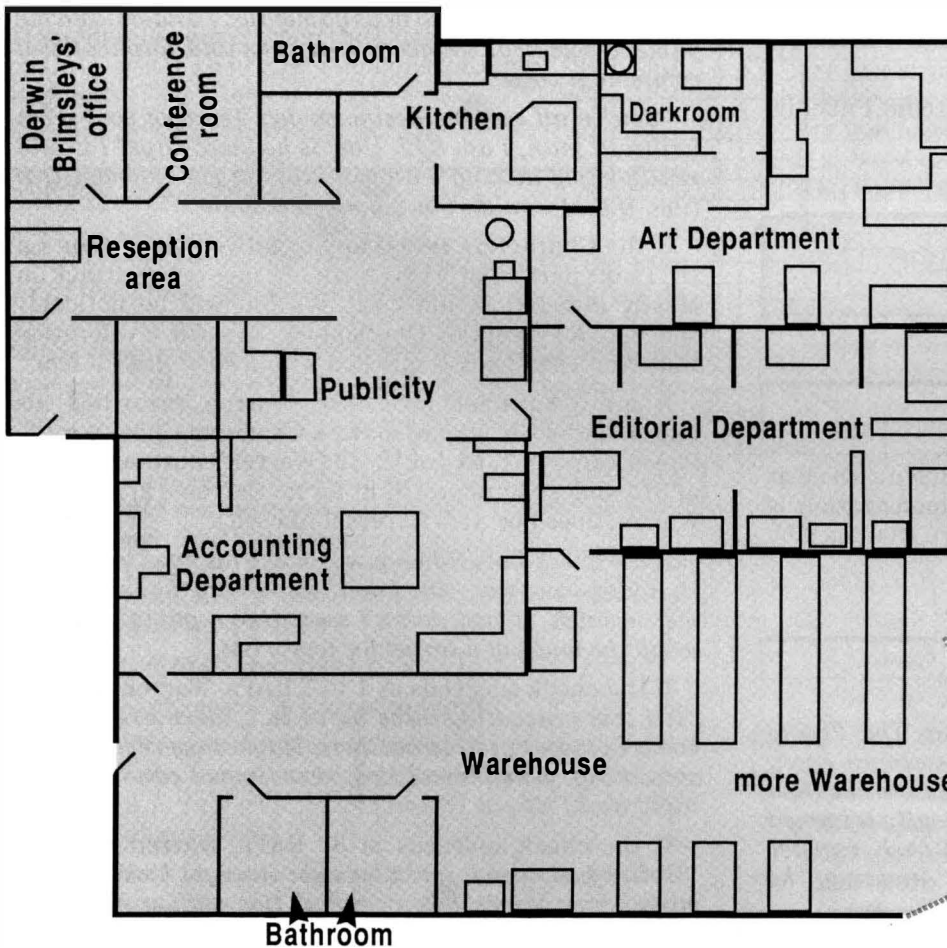 Derwin
Brimsleys'
office
Conference
room
Bathroom
Kitchen
Darkroom
Reseption
area
Art Department
Publicity
Editorial Department
Accounting
Department
Warehouse
more Warehouse
Bathroom